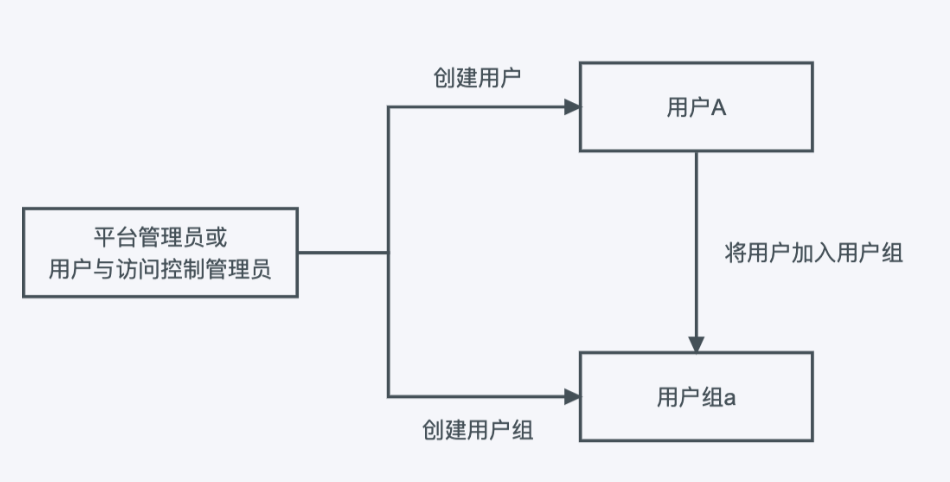 创建用户
用户A
平台管理员或
用户与访问控制管理员
将用户加入用户组
用户组a
创建用户组